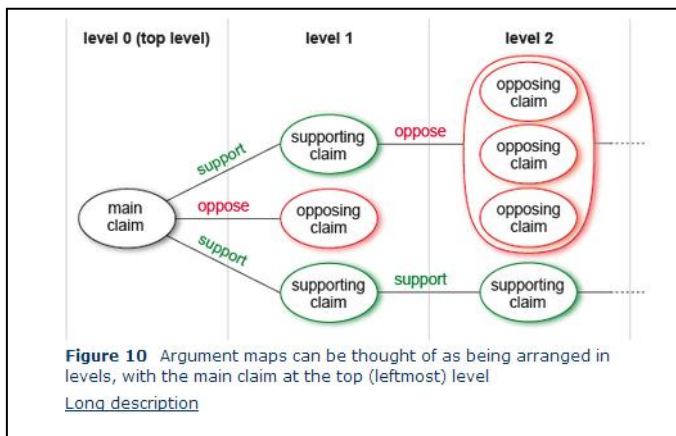 level 0 (top level) level 1 level 2
opposing
claim
supporting
claim
oppose
support
opposing
claim
main
claim
oppose
opposing
claim
opposing
claim
support
supporting
claim
support
supporting
claim
Figure 10 Argument maps can be thought of as being arranged in
levels, with the main claim at the top (leftmost) level
Long description